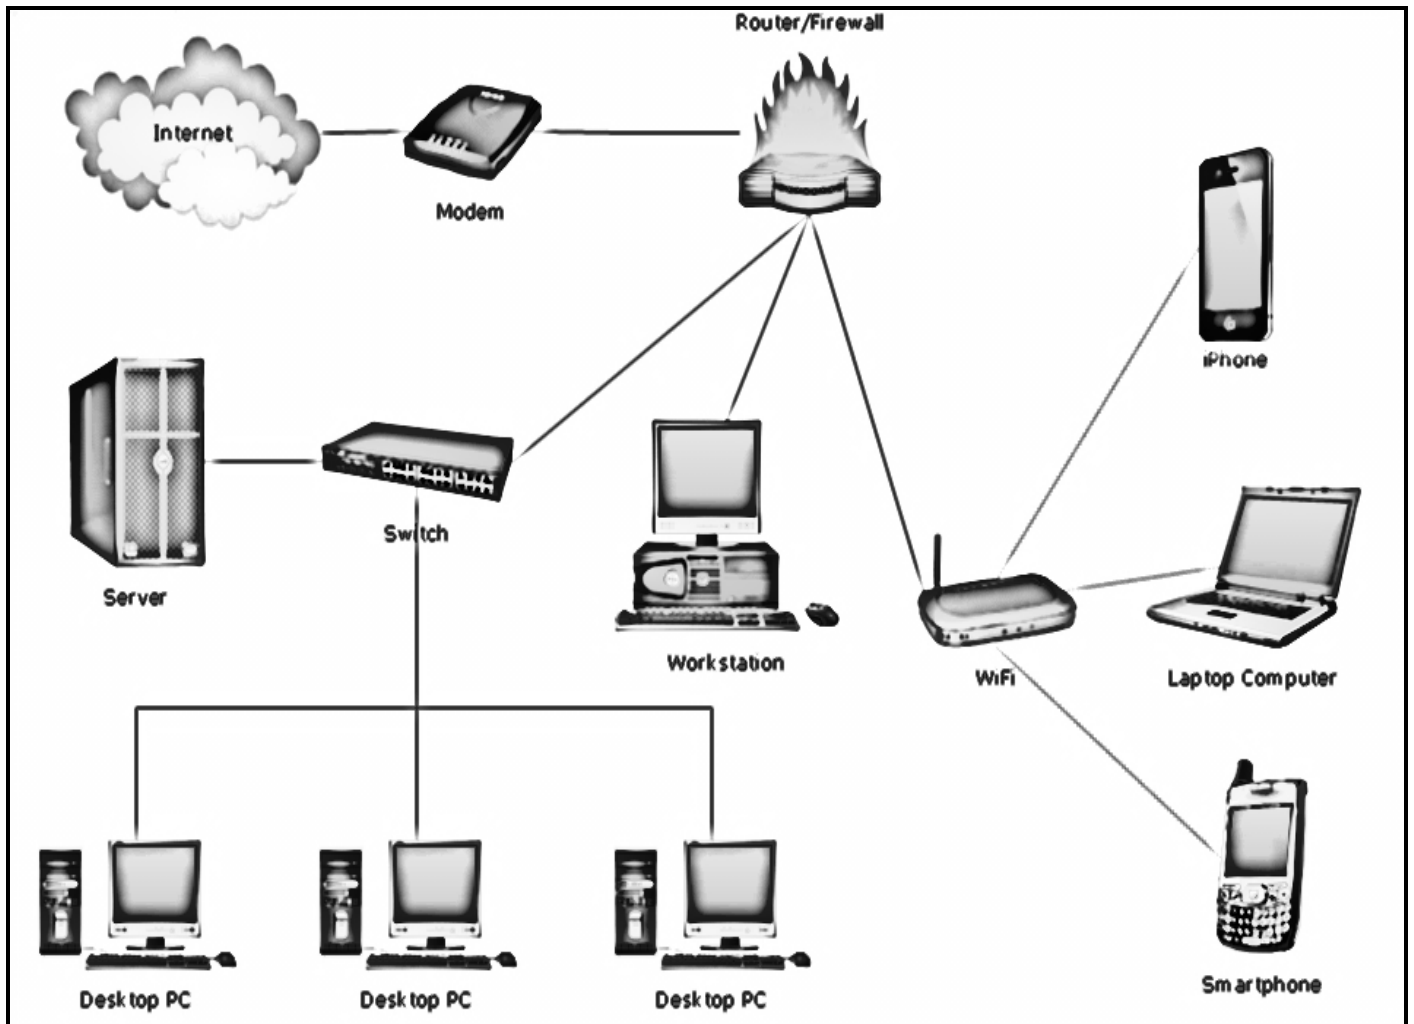 Router/Firewall
Internet
Modem
iPhone
Switch
Server
Workstation
WiFi
Laptop Computer
Smartphone
Desktop PC
Desktop PC
Desktop PC